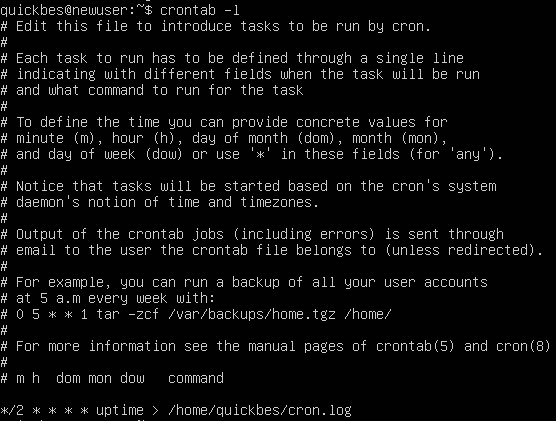 quickbes@newuser:~$ crontab -l
# Edit this file to introduce tasks to be run by cron.
#
# Each task to run has to be defined through a single line
# indicating with different fields when the task will be run
# and what command to run for the task
#
# To define the time you can provide concrete values for
# minute (m), hour (h), day of month (dom), month (mon),
# and day of week (dow) or use '*' in these fields (for 'any').
#
# Notice that tasks will be started based on the cron's system
# daemon's notion of time and timezones.
#
# Output of the crontab jobs (including errors) is sent through
# email to the user the crontab file belongs to (unless redirected).
#
# For example, you can run a backup of all your user accounts
# at 5 a.m every week with:
# 0 5 * * 1 tar -zcf /var/backups/home.tgz /home/
#
# For more information see the manual pages of crontab(5) and cron(8)
#
# m h  dom mon dow   command
*/2 * * * * uptime > /home/quickbes/cron.log